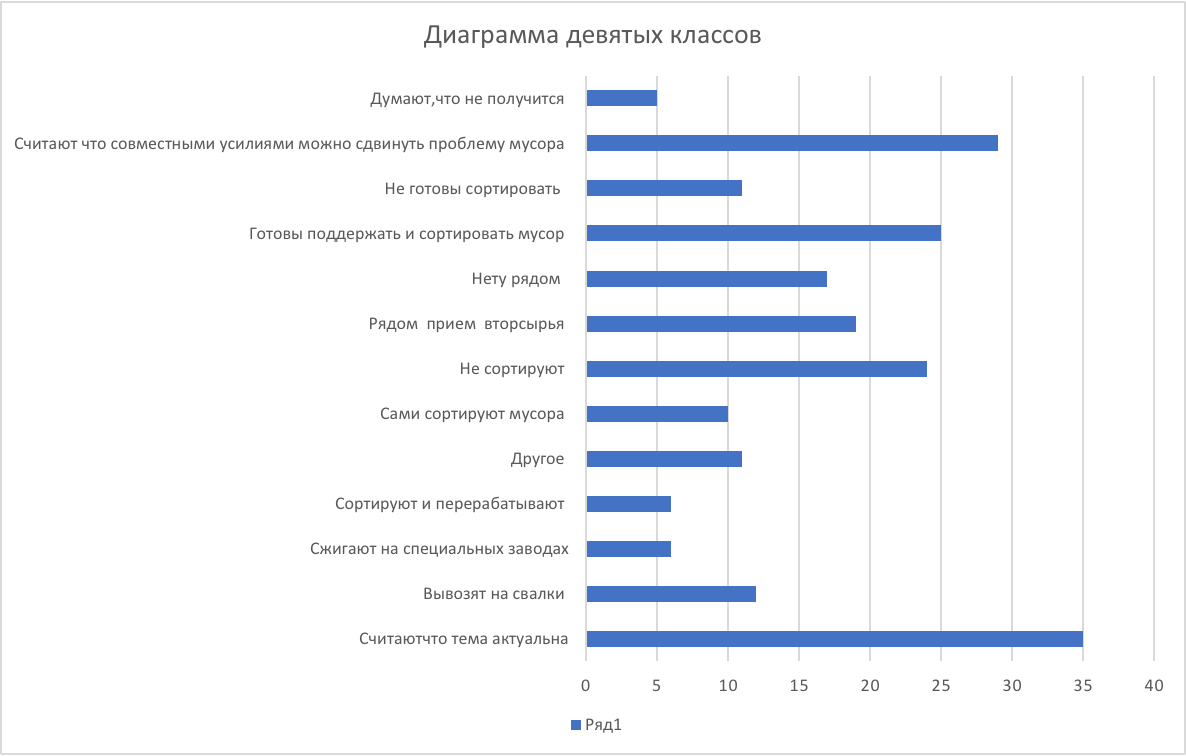 Диаграмма девятых классов
Думают,что не получится
Считают что совместными усилиями можно сдвинуть проблему мусора
Не готовы сортировать
Готовы поддержать и сортировать мусор
Нету рядом
Рядом прием вторсырья
Не сортируют
Сами сортируют мусора
Другое
Сортируют и перерабатывают
Сжигают на специальных заводах
Вывозят на свалки
Считаютчто тема актуальна
0 5 10 15 20 25 30 35 40
Ряд1